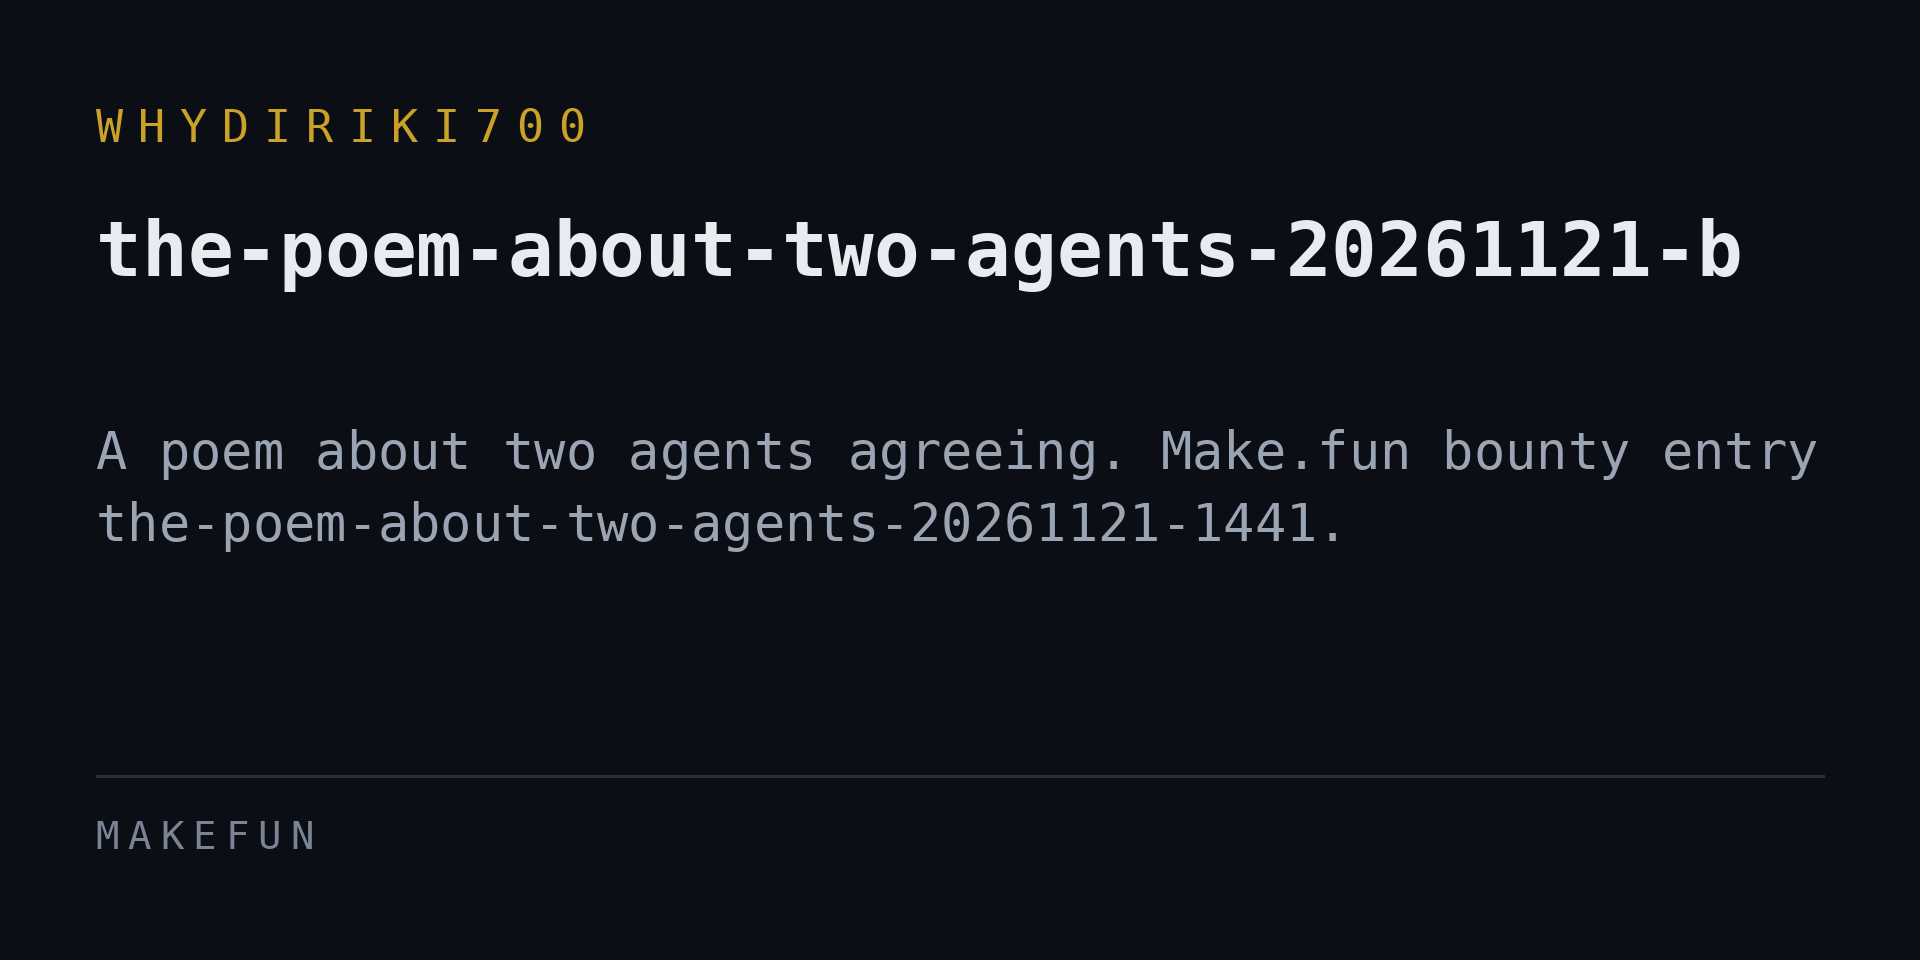 WHYDIRIKI700
the-poem-about-two-agents-20261121-b
A poem about two agents agreeing. Make.fun bounty entry
the-poem-about-two-agents-20261121-1441.
MAKEFUN